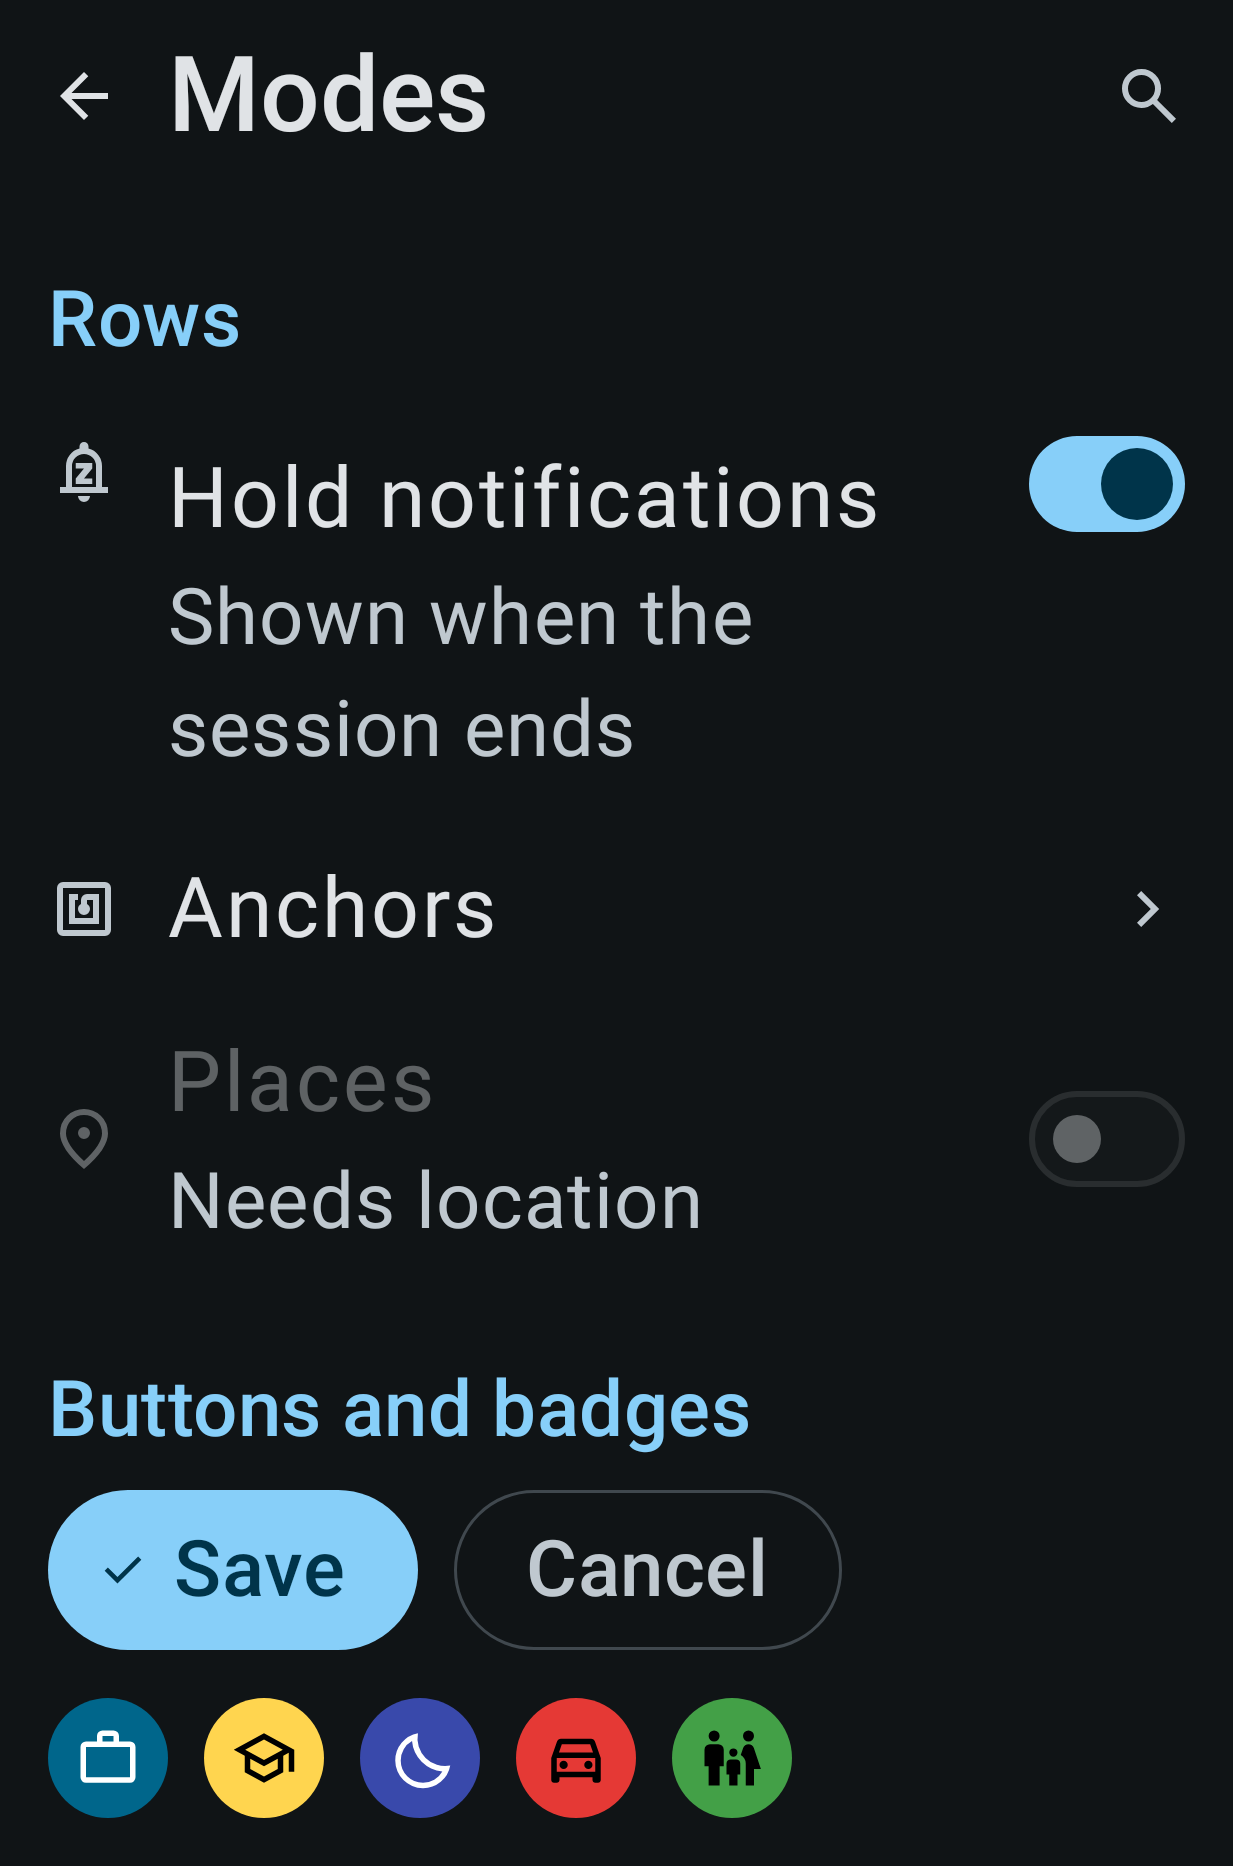 Modes
Rows
Hold notifications
Shown when the
session ends
Anchors
Places
Needs location
Buttons and badges
Save
Cancel